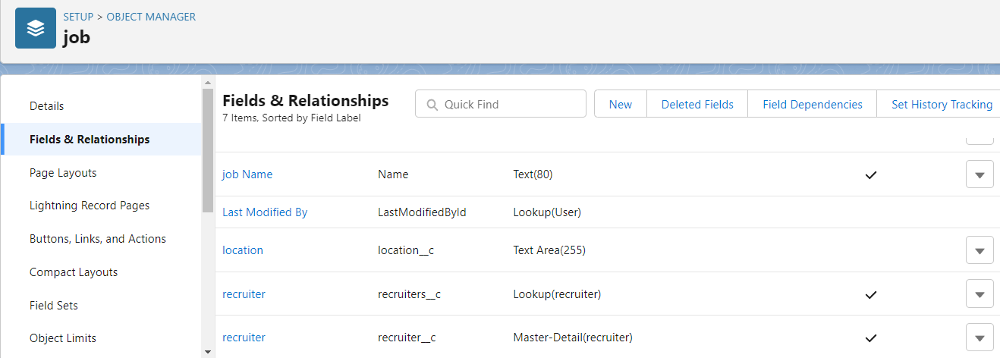 SETUP > OBJECT MANAGER
job
Details
Fields & Relationships
Page Layouts
Lightning Record Pages
Buttons, Links, and Actions
Compact Layouts
Field Sets
Object Limits
Fields & Relationships
7 Items, Sorted by Field Label
Quick Find
New Deleted Fields Field Dependencies Set History Tracking
job Name Name Text(80)
Last Modified By LastModifiedById Lookup(User)
location location__c Text Area(255)
recruiter recruiters__c Lookup(recruiter)
recruiter recruiter__c Master-Detail(recruiter)